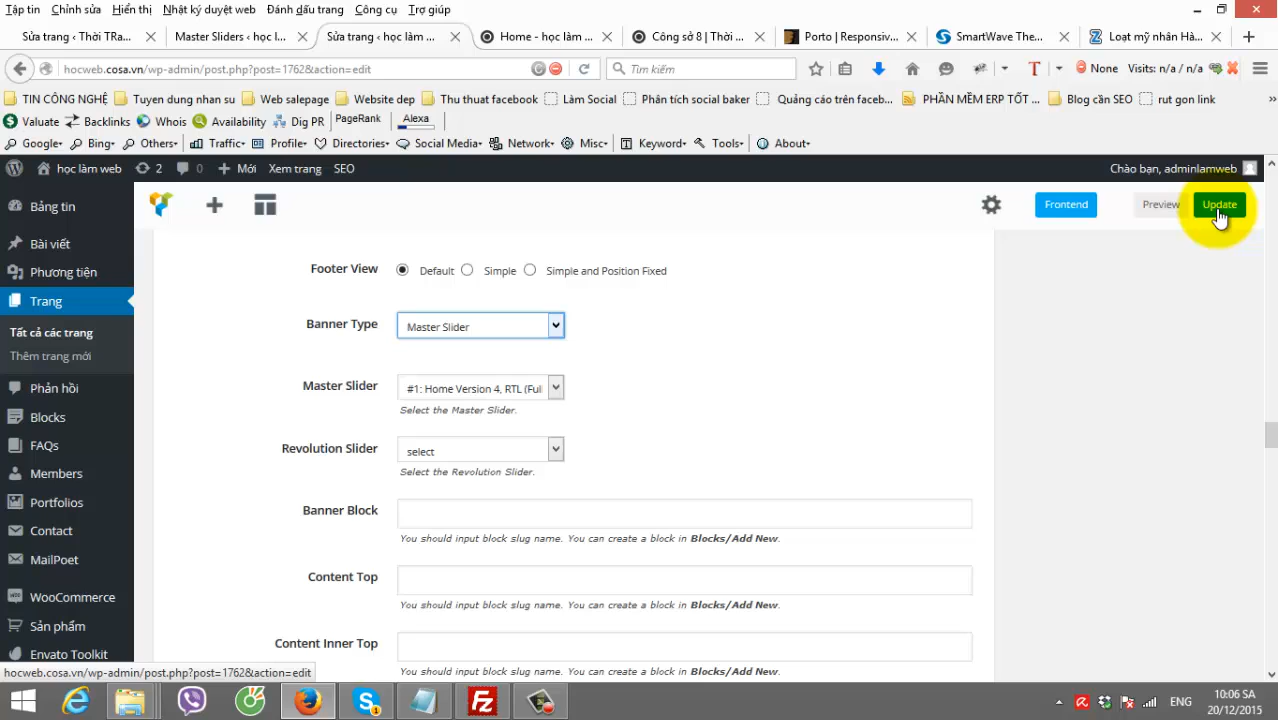 Tập tin Chỉnh sửa Hiển thị Nhật ký duyệt web Đánh dấu trang Công cụ Trợ giúp
Sửa trang ‹ Thời TRa... Master Sliders ‹ học l... Sửa trang ‹ học làm ... Home - học làm ... Công sở 8 | Thời ... Porto | Responsiv... SmartWave The... Loạt mỹ nhân Hà...
hocweb.cosa.vn/wp-admin/post.php?post=1762&action=edit Tìm kiếm None Visits: n/a / n/a
TIN CÔNG NGHỆ Tuyen dung nhan su Web salepage Website dep Thu thuat facebook Làm Social Phân tích social baker Quảng cáo trên faceb... PHẦN MỀM ERP TỐT ... Blog cần SEO rut gon link
Valuate Backlinks Whois Availability Dig PR PageRank Alexa
Google Bing Others Traffic Profile Directories Social Media Network Misc Keyword Tools About
học làm web 2 0 Mới Xem trang SEO Chào bạn, adminlamweb
Bảng tin Frontend Preview Update
Bài viết
Phương tiện
Trang
Tất cả các trang
Thêm trang mới
Phản hồi
Blocks
FAQs
Members
Portfolios
Contact
MailPoet
WooCommerce
Sản phẩm
Envato Toolkit
Footer View Default Simple Simple and Position Fixed
Banner Type Master Slider
Master Slider #1: Home Version 4, RTL (Ful
Select the Master Slider.
Revolution Slider select
Select the Revolution Slider.
Banner Block
You should input block slug name. You can create a block in Blocks/Add New.
Content Top
You should input block slug name. You can create a block in Blocks/Add New.
Content Inner Top
You should input block slug name. You can create a block in Blocks/Add New.
hocweb.cosa.vn/wp-admin/post.php?post=1762&action=edit
ENG 10:06 SA
20/12/2015